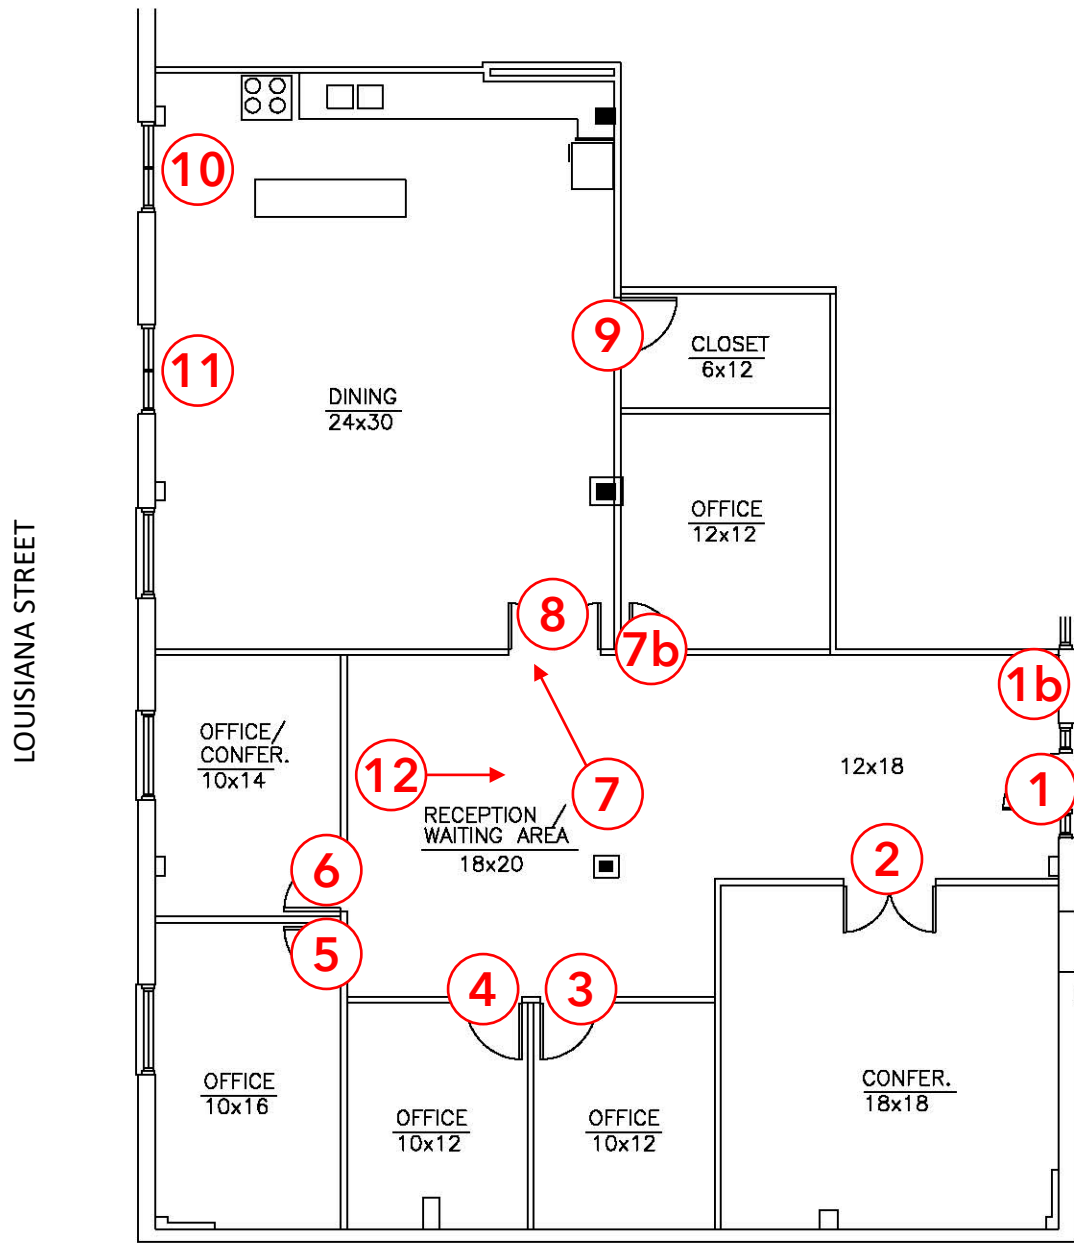 10
9
CLOSET
6x12
11
DINING
24x30
OFFICE
12x12
LOUISIANA STREET
8
7b
1b
OFFICE/
CONFER.
10x14
12
7
12x18
1
RECEPTION/
WAITING AREA
18x20
2
6
5
4
3
OFFICE
10x16
OFFICE
10x12
OFFICE
10x12
CONFER.
18x18